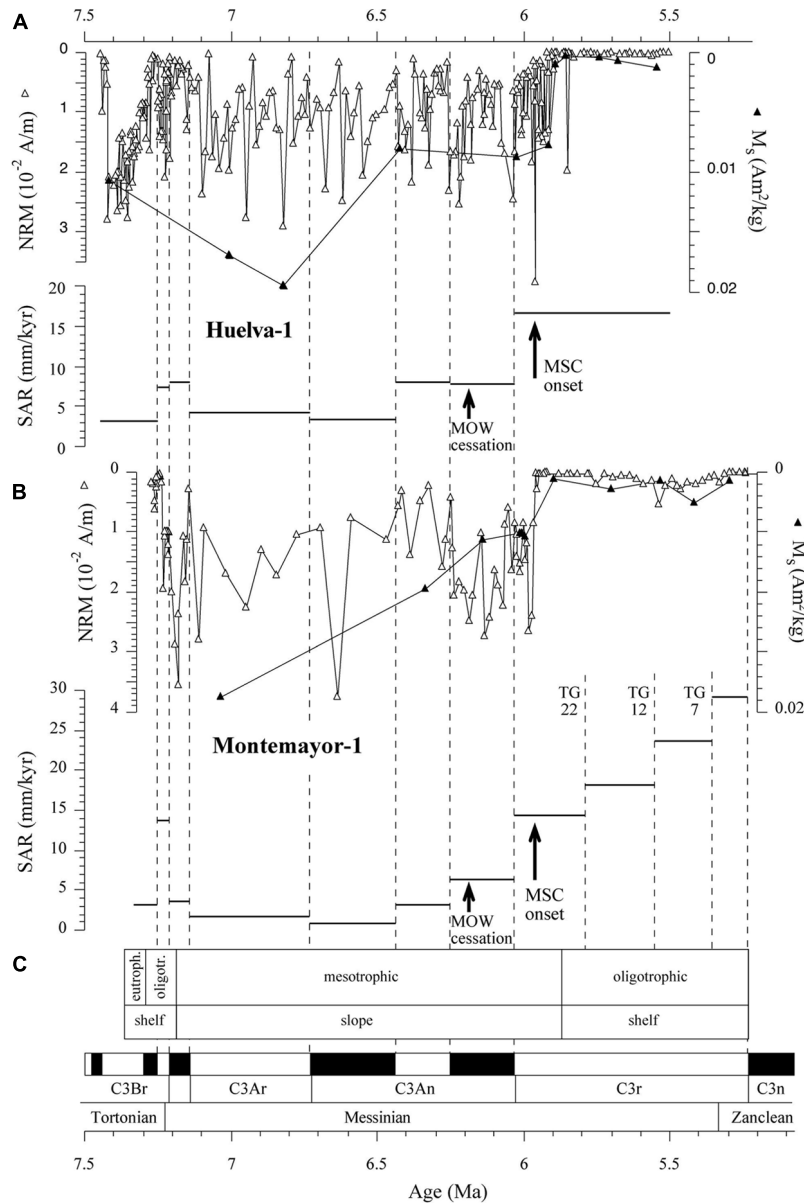 A
7.5 7 6.5 6 5.5
0
1
2
3
NRM (10⁻² A/m) ▹
0
0.01
0.02
▲ Ms (Am²/kg)
20
15
10
5
0
SAR (mm/kyr)
Huelva-1
MSC
onset
MOW
cessation
B
0
1
2
3
4
NRM (10⁻² A/m) △
0
0.02
▲ Ms (Am²/kg)
30
25
20
15
10
5
0
SAR (mm/kyr)
TG
22
TG
12
TG
7
Montemayor-1
MSC
onset
MOW
cessation
C
eutroph. oligotr. mesotrophic oligotrophic
shelf slope shelf
C3Br C3Ar C3An C3r C3n
Tortonian Messinian Zanclean
7.5 7 6.5 6 5.5
Age (Ma)